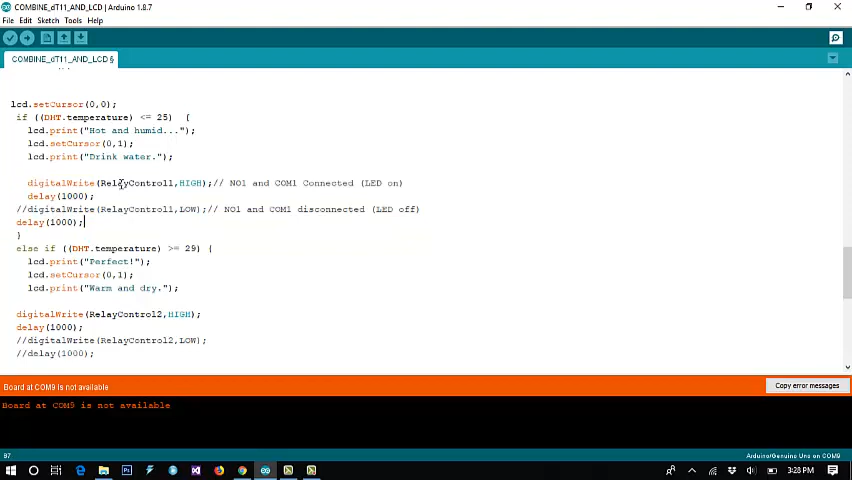 COMBINE_dT11_AND_LCD | Arduino 1.8.7
File Edit Sketch Tools Help
COMBINE_dT11_AND_LCD §
lcd.setCursor(0,0);
if ((DHT.temperature) <= 25)  {
lcd.print("Hot and humid...");
lcd.setCursor(0,1);
lcd.print("Drink water.");
digitalWrite(RelayControl1,HIGH);// NO1 and COM1 Connected (LED on)
delay(1000);
//digitalWrite(RelayControl1,LOW);// NO1 and COM1 disconnected (LED off)
delay(1000);
}
else if ((DHT.temperature) >= 29) {
lcd.print("Perfect!");
lcd.setCursor(0,1);
lcd.print("Warm and dry.");
digitalWrite(RelayControl2,HIGH);
delay(1000);
//digitalWrite(RelayControl2,LOW);
//delay(1000);
Board at COM9 is not available
Copy error messages
Board at COM9 is not available
87
Arduino/Genuino Uno on COM9
3:28 PM